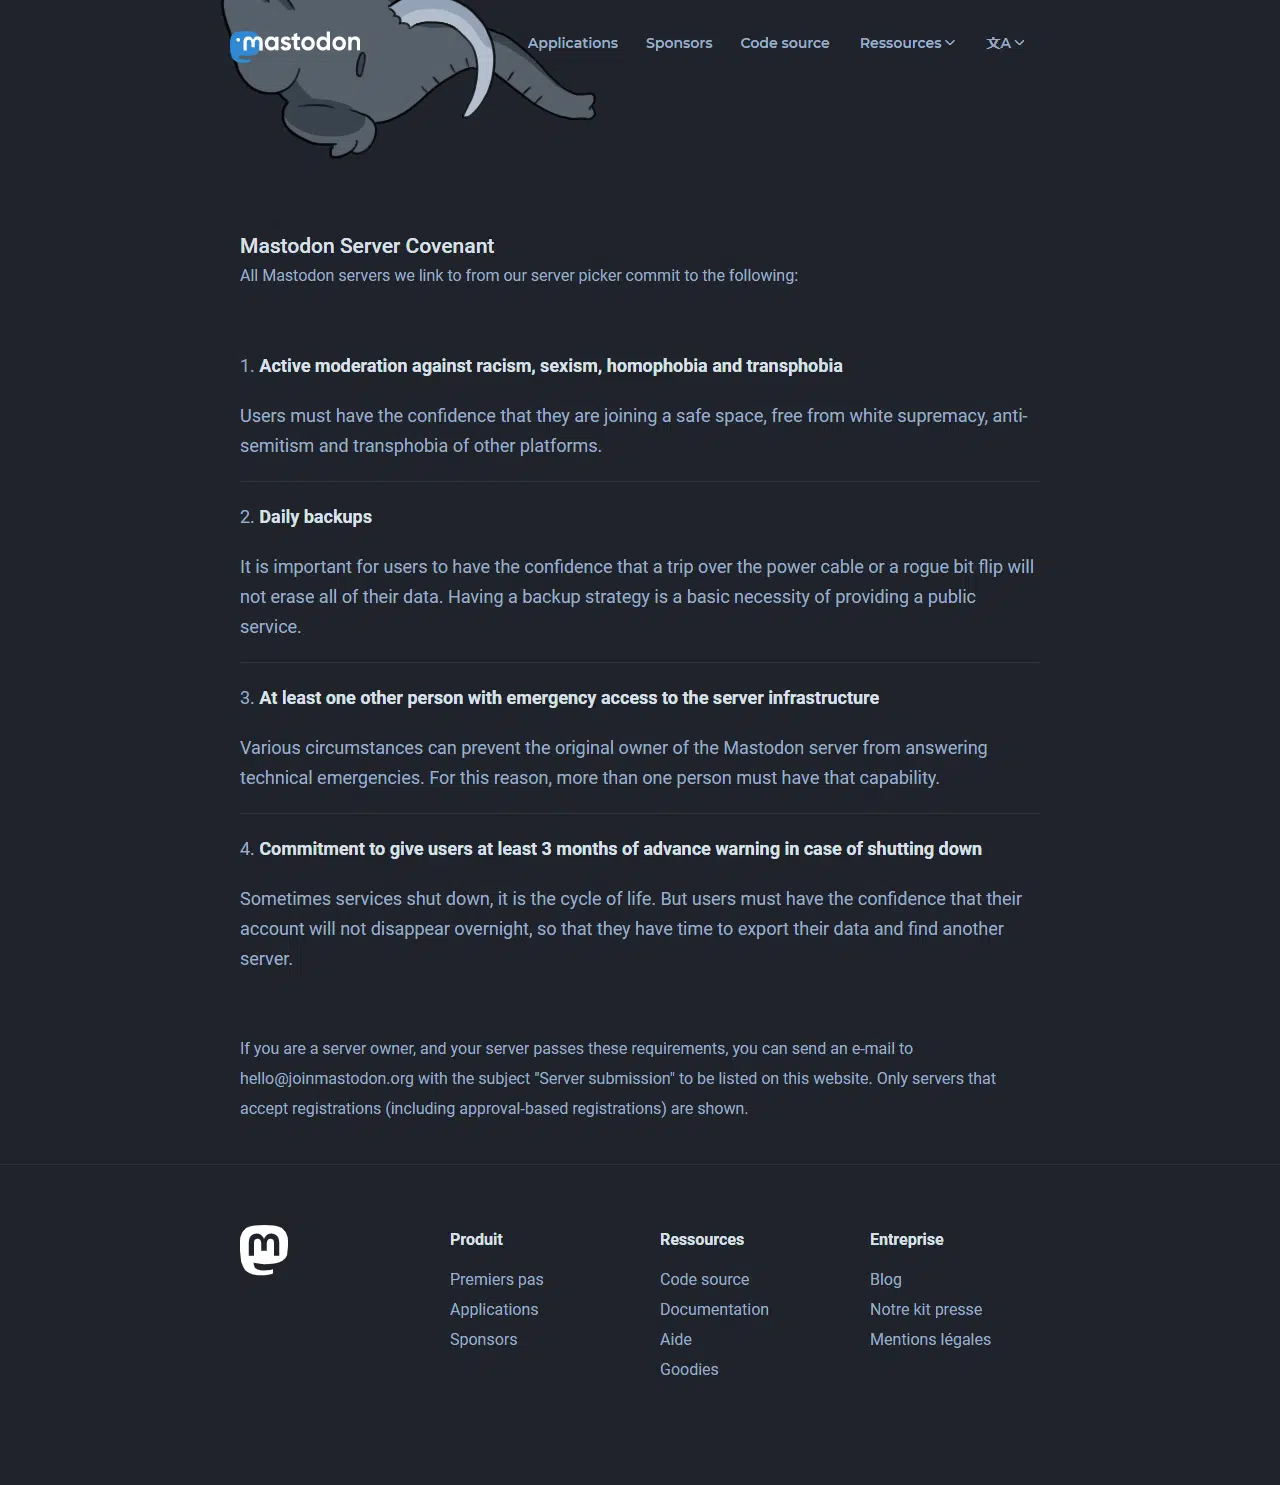 mastodon
Applications Sponsors Code source Ressources 文A
Mastodon Server Covenant
All Mastodon servers we link to from our server picker commit to the following:
1. Active moderation against racism, sexism, homophobia and transphobia
Users must have the confidence that they are joining a safe space, free from white supremacy, anti-
semitism and transphobia of other platforms.
2. Daily backups
It is important for users to have the confidence that a trip over the power cable or a rogue bit flip will
not erase all of their data. Having a backup strategy is a basic necessity of providing a public
service.
3. At least one other person with emergency access to the server infrastructure
Various circumstances can prevent the original owner of the Mastodon server from answering
technical emergencies. For this reason, more than one person must have that capability.
4. Commitment to give users at least 3 months of advance warning in case of shutting down
Sometimes services shut down, it is the cycle of life. But users must have the confidence that their
account will not disappear overnight, so that they have time to export their data and find another
server.
If you are a server owner, and your server passes these requirements, you can send an e-mail to
hello@joinmastodon.org with the subject "Server submission" to be listed on this website. Only servers that
accept registrations (including approval-based registrations) are shown.
m
Produit
Premiers pas
Applications
Sponsors
Ressources
Code source
Documentation
Aide
Goodies
Entreprise
Blog
Notre kit presse
Mentions légales